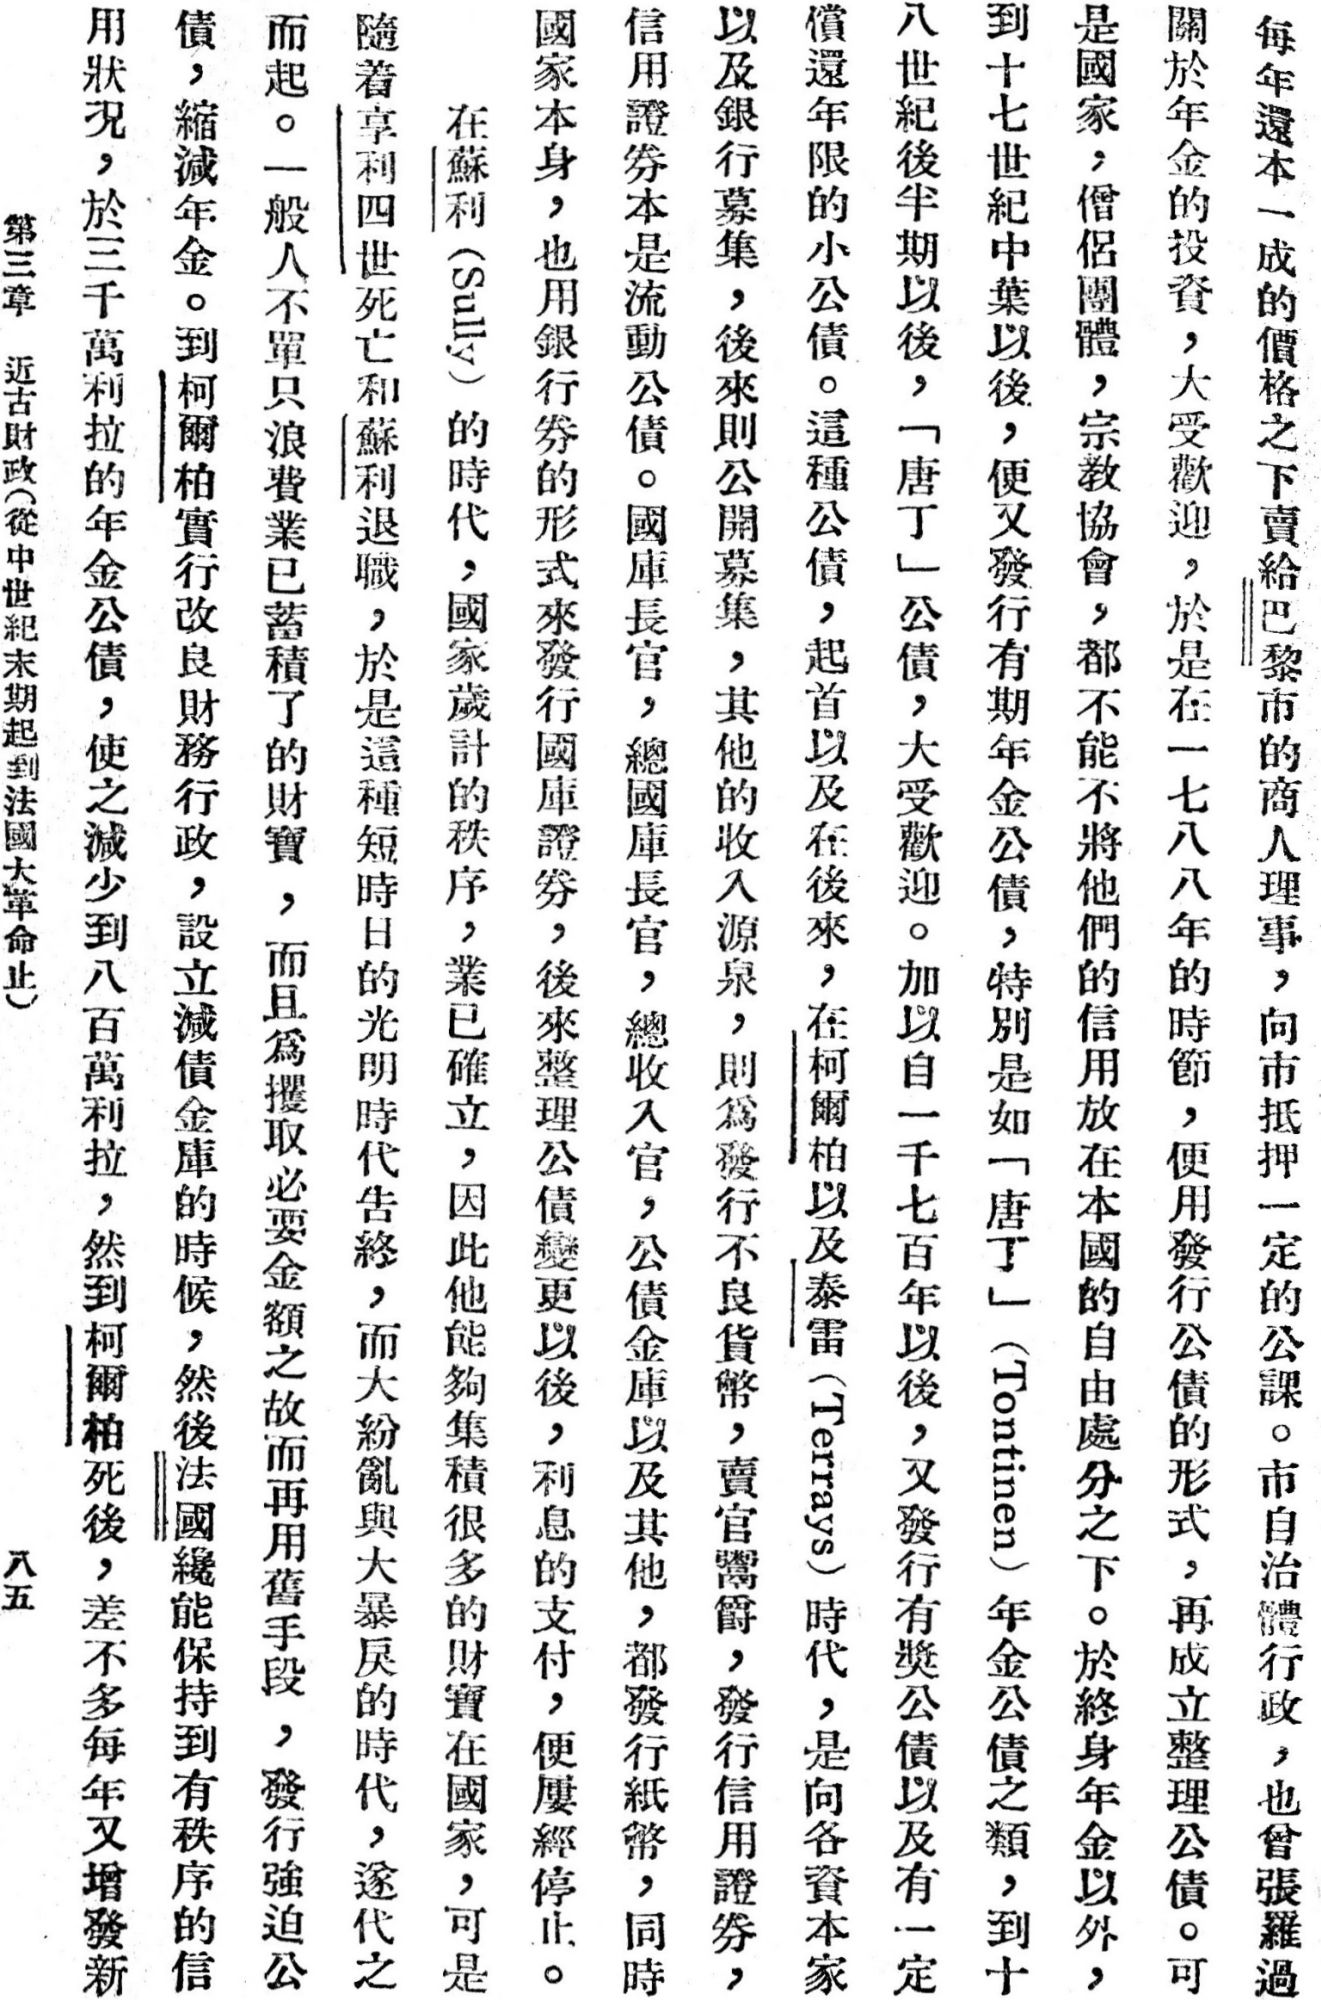 每年還本一成的價格之下賣給巴黎市的商人理事，向市抵押一定的公課。市自治體行政，也曾張羅過
關於年金的投資，大受歡迎，於是在一七八八年的時節，便用發行公債的形式，再成立整理公債。可
是國家，僧侶團體，宗教協會，都不能不將他們的信用放在本國的自由處分之下。於終身年金以外，
到十七世紀中葉以後，便又發行有期年金公債，特別是如「唐丁」（Tontinen）年金公債之類，到十
八世紀後半期以後，「唐丁」公債，大受歡迎。加以自一千七百年以後，又發行有獎公債以及有一定
償還年限的小公債。這種公債，起首以及在後來，在柯爾柏以及泰雷（Terrays）時代，是向各資本家
以及銀行募集，後來則公開募集，其他的收入源泉，則爲發行不良貨幣，賣官鬻爵，發行信用證券，
信用證券本是流動公債。國庫長官，總國庫長官，總收入官，公債金庫以及其他，都發行紙幣，同時
國家本身，也用銀行券的形式來發行國庫證券，後來整理公債變更以後，利息的支付，便屢經停止。
在蘇利（Sully）的時代，國家歲計的秩序，業已確立，因此他能夠集積很多的財寶在國家，可是
隨着享利四世死亡和蘇利退職，於是這種短時日的光明時代告終，而大紛亂與大暴戾的時代，遂代之
而起。一般人不單只浪費業已蓄積了的財寶，而且爲攫取必要金額之故而再用舊手段，發行強迫公
債，縮減年金。到柯爾柏實行改良財務行政，設立減債金庫的時候，然後法國纔能保持到有秩序的信
用狀況，於三千萬利拉的年金公債，使之減少到八百萬利拉，然到柯爾柏死後，差不多每年又增發新
第三章　近古財政（從中世紀末期起到法國大革命止）　八五